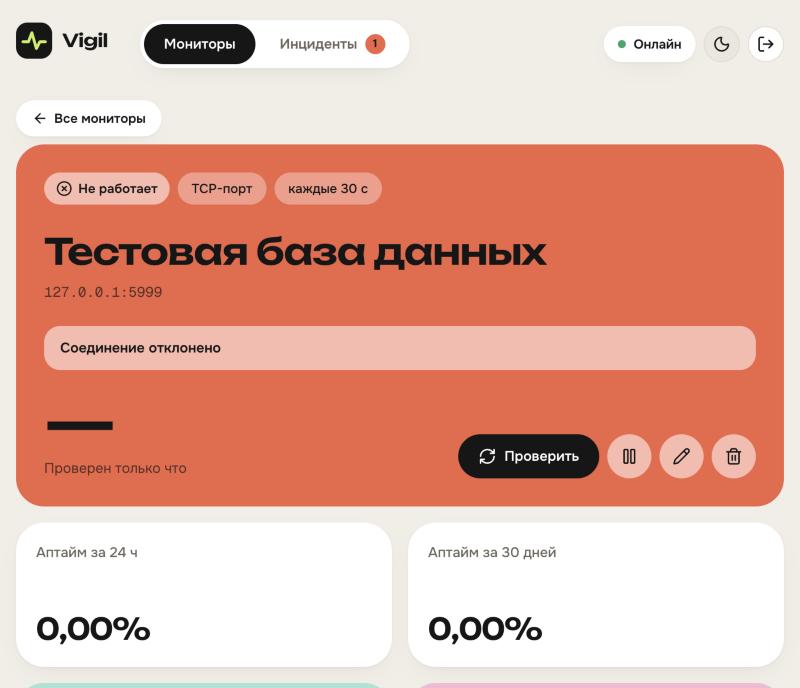 Vigil
Мониторы
Инциденты 1
Онлайн
Все мониторы
Не работает
TCP-порт
каждые 30 с
Тестовая база данных
127.0.0.1:5999
Соединение отклонено
—
Проверен только что
Проверить
Аптайм за 24 ч
Аптайм за 30 дней
0,00%
0,00%